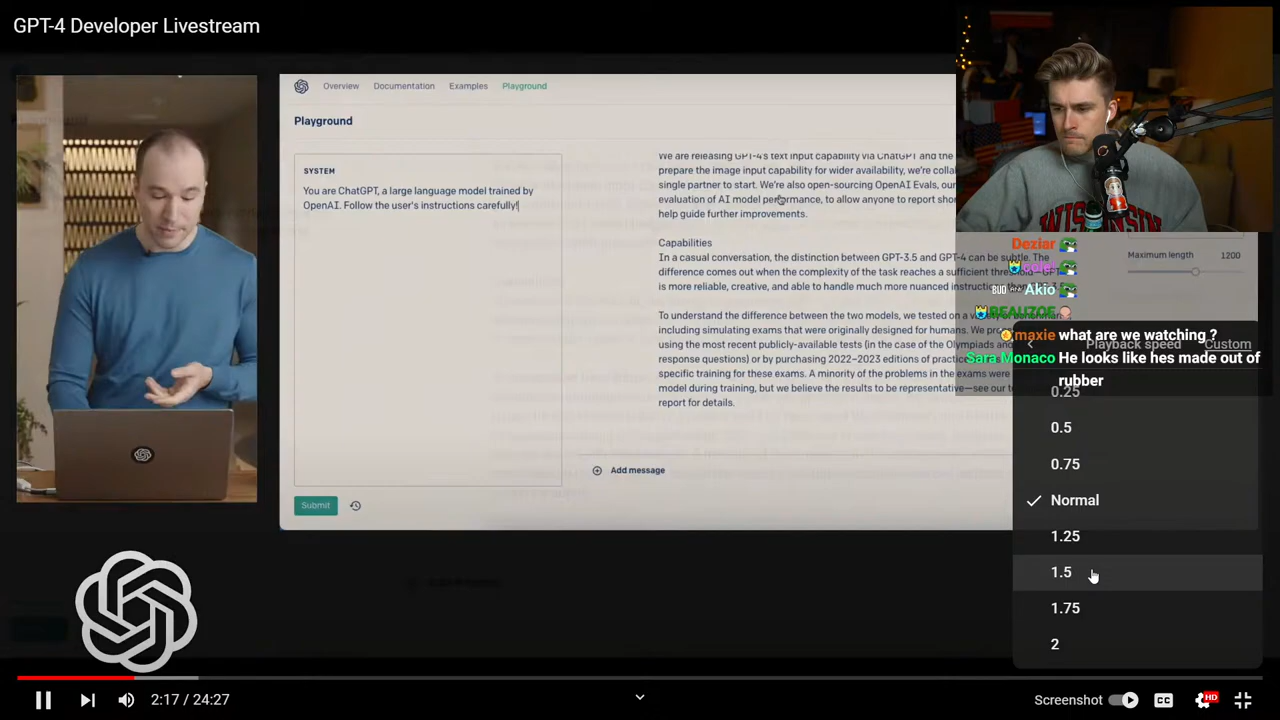 GPT-4 Developer Livestream
Overview
Documentation
Examples
Playground
Playground
SYSTEM
You are ChatGPT, a large language model trained by
OpenAI. Follow the user's instructions carefully!
We are releasing GPT-4's text input capability via ChatGPT and the
prepare the image input capability for wider availability, we're
single partner to start. We're also open-sourcing OpenAI Evals, our
evaluation of AI model performance, to allow anyone to report
help guide further improvements.
Capabilities
In a casual conversation, the distinction between GPT-3.5 and GPT-4 can be subtle. The
difference comes out when the complexity of the task reaches a sufficient
is more reliable, creative, and able to handle much more nuanced
To understand the difference between the two models, we tested on a variety of
including simulating exams that were originally designed for humans. We
using the most recent publicly-available tests (in the case of the Olympiads and
response questions) or by purchasing 2022–2023 editions of
specific training for these exams. A minority of the problems in the exams were
model during training, but we believe the results to be representative—see our
report for details.
Add message
Submit
Maximum length
1200
Deziar
Akio
maxie what are we watching ?
Sara Monaco He looks like hes made out of
rubber
Playback speed
Custom
0.25
0.5
0.75
Normal
1.25
1.5
1.75
2
2:17 / 24:27
Screenshot
CC
HD